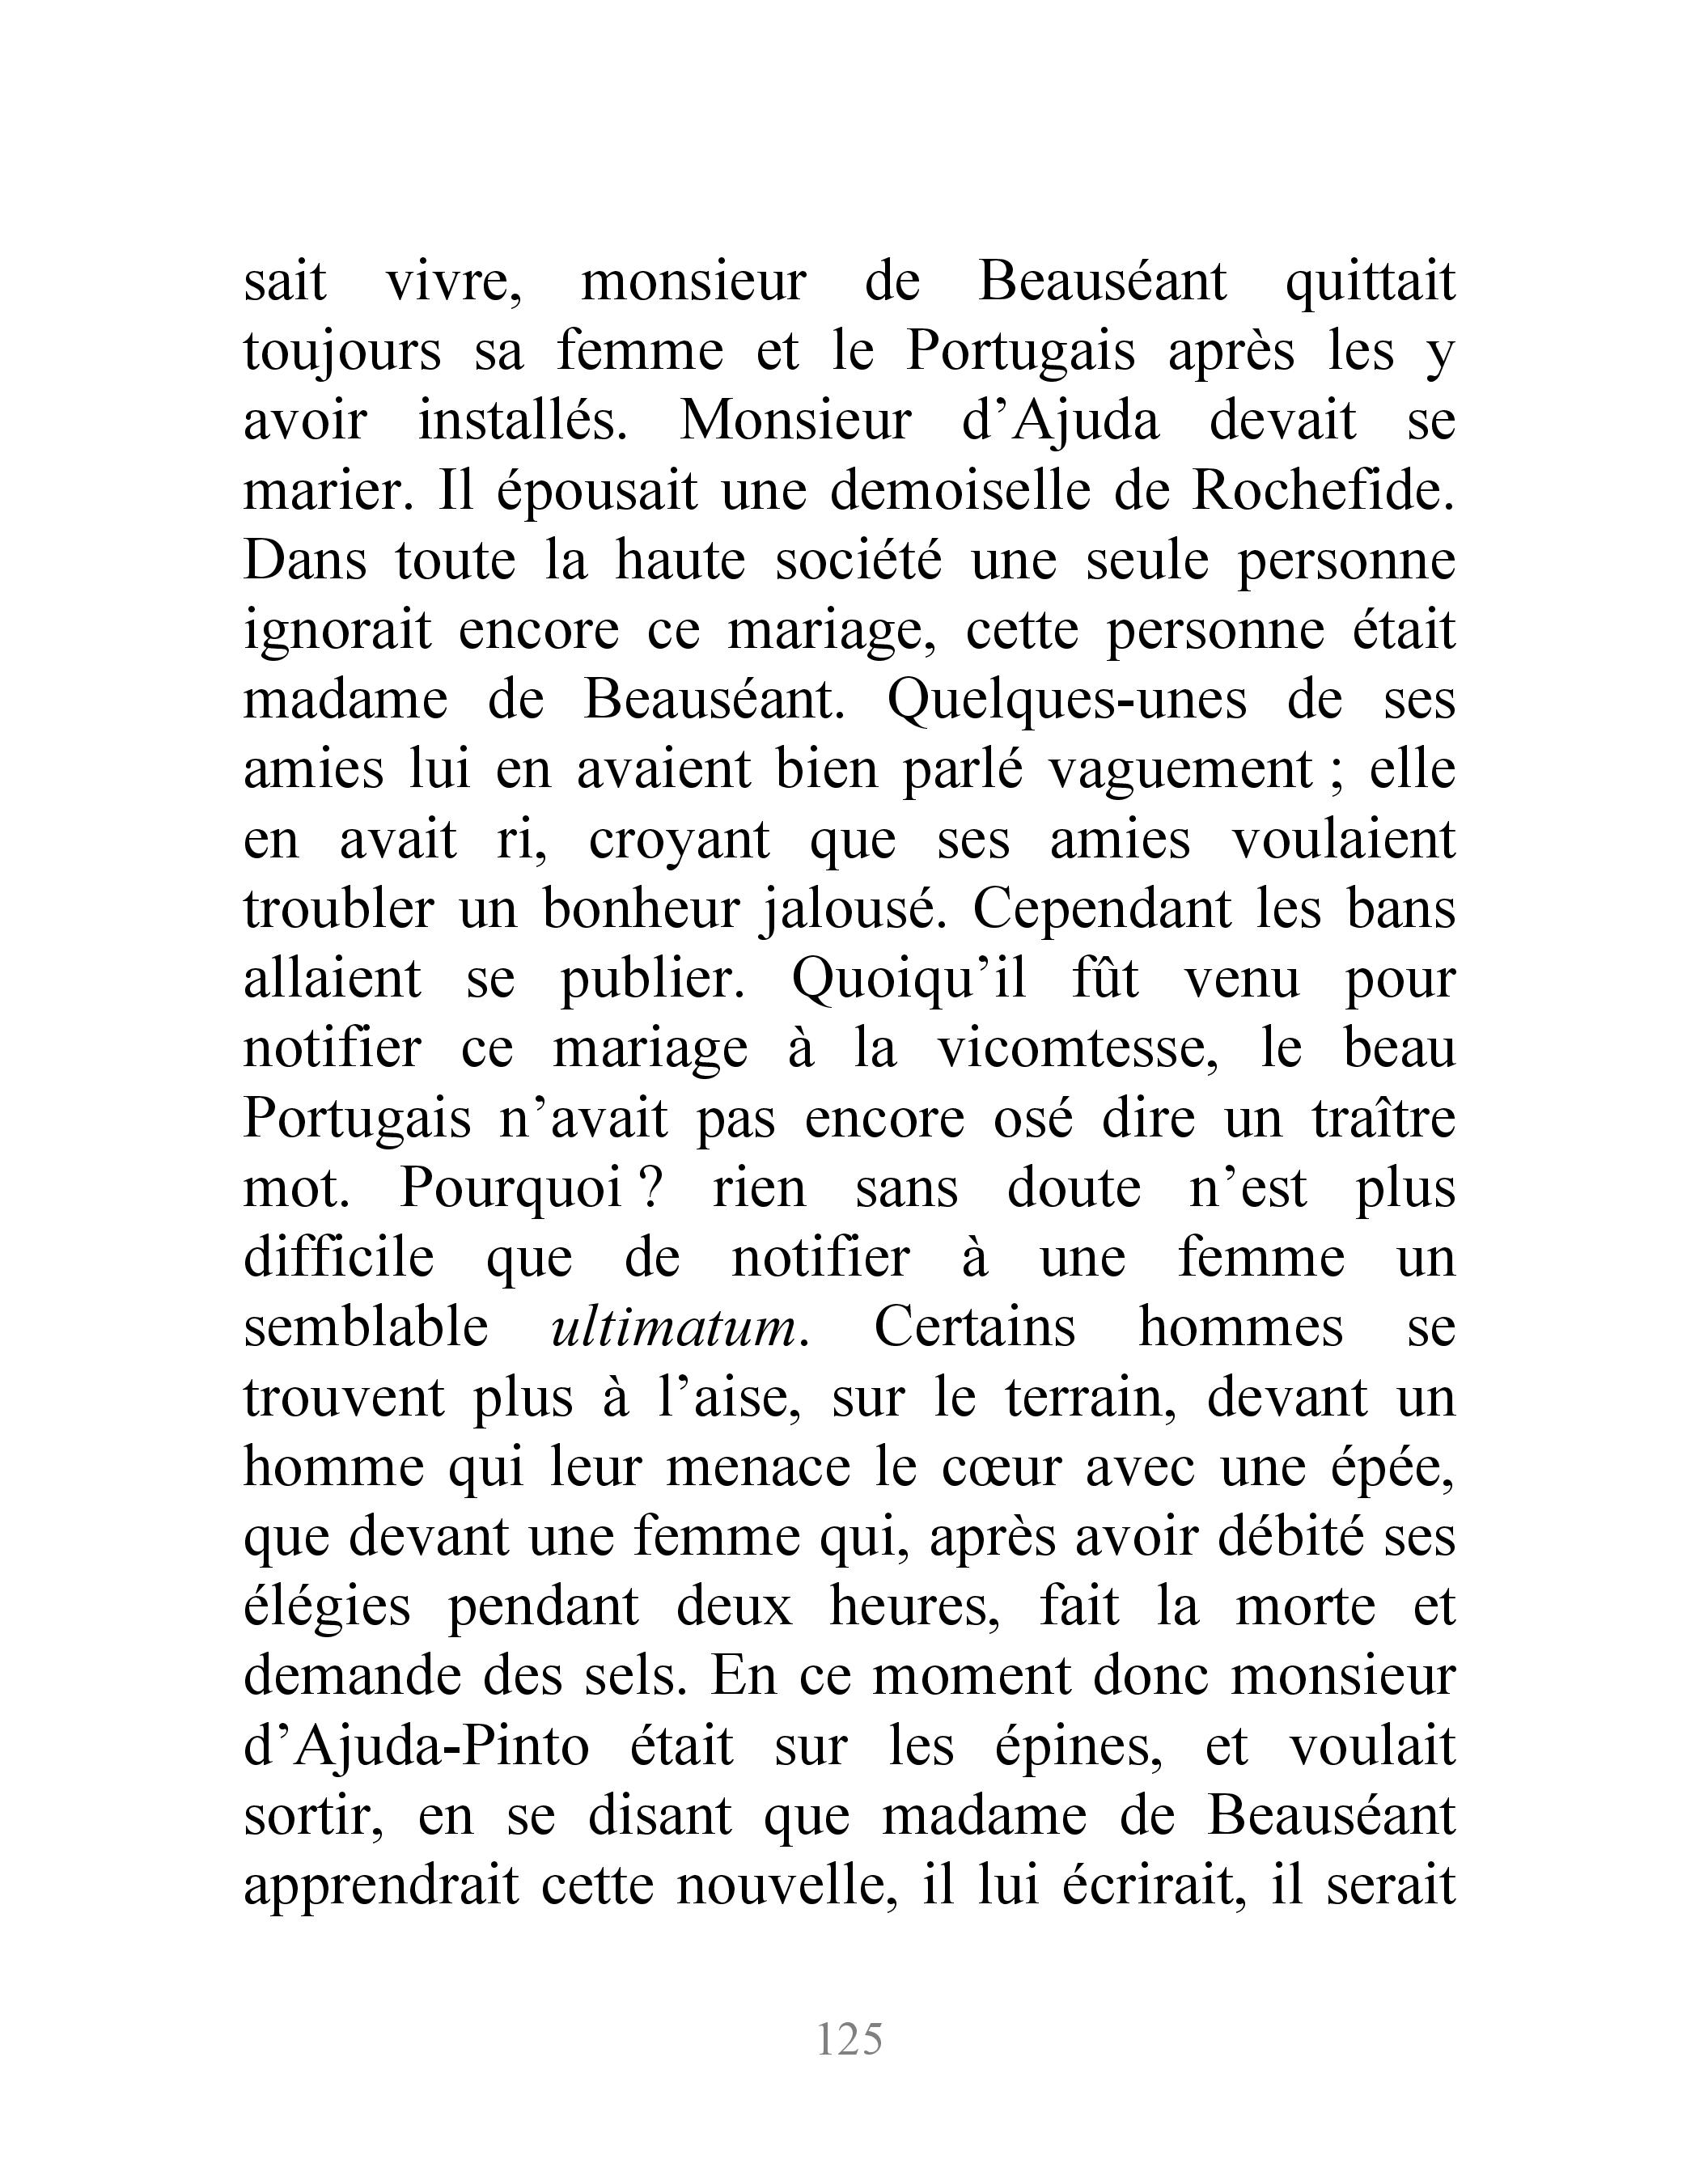 sait vivre, monsieur de Beauséant quittait
toujours sa femme et le Portugais après les y
avoir installés. Monsieur d’Ajuda devait se
marier. Il épousait une demoiselle de Rochefide.
Dans toute la haute société une seule personne
ignorait encore ce mariage, cette personne était
madame de Beauséant. Quelques-unes de ses
amies lui en avaient bien parlé vaguement ; elle
en avait ri, croyant que ses amies voulaient
troubler un bonheur jalousé. Cependant les bans
allaient se publier. Quoiqu’il fût venu pour
notifier ce mariage à la vicomtesse, le beau
Portugais n’avait pas encore osé dire un traître
mot. Pourquoi ? rien sans doute n’est plus
difficile que de notifier à une femme un
semblable ultimatum. Certains hommes se
trouvent plus à l’aise, sur le terrain, devant un
homme qui leur menace le cœur avec une épée,
que devant une femme qui, après avoir débité ses
élégies pendant deux heures, fait la morte et
demande des sels. En ce moment donc monsieur
d’Ajuda-Pinto était sur les épines, et voulait
sortir, en se disant que madame de Beauséant
apprendrait cette nouvelle, il lui écrirait, il serait
125